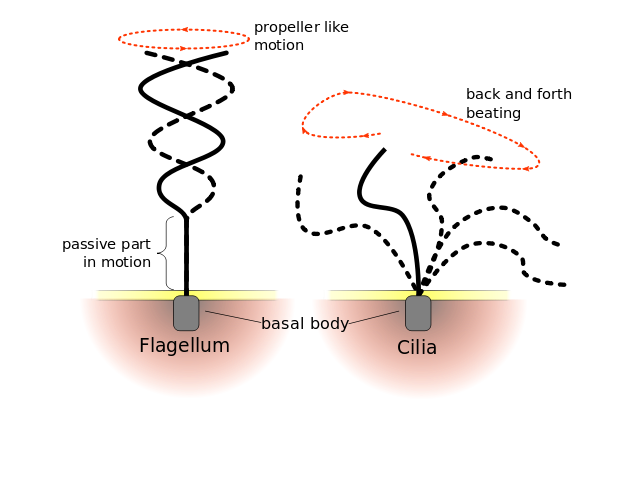 propeller like
motion
back and forth
beating
passive part
in motion
basal body
Flagellum
Cilia